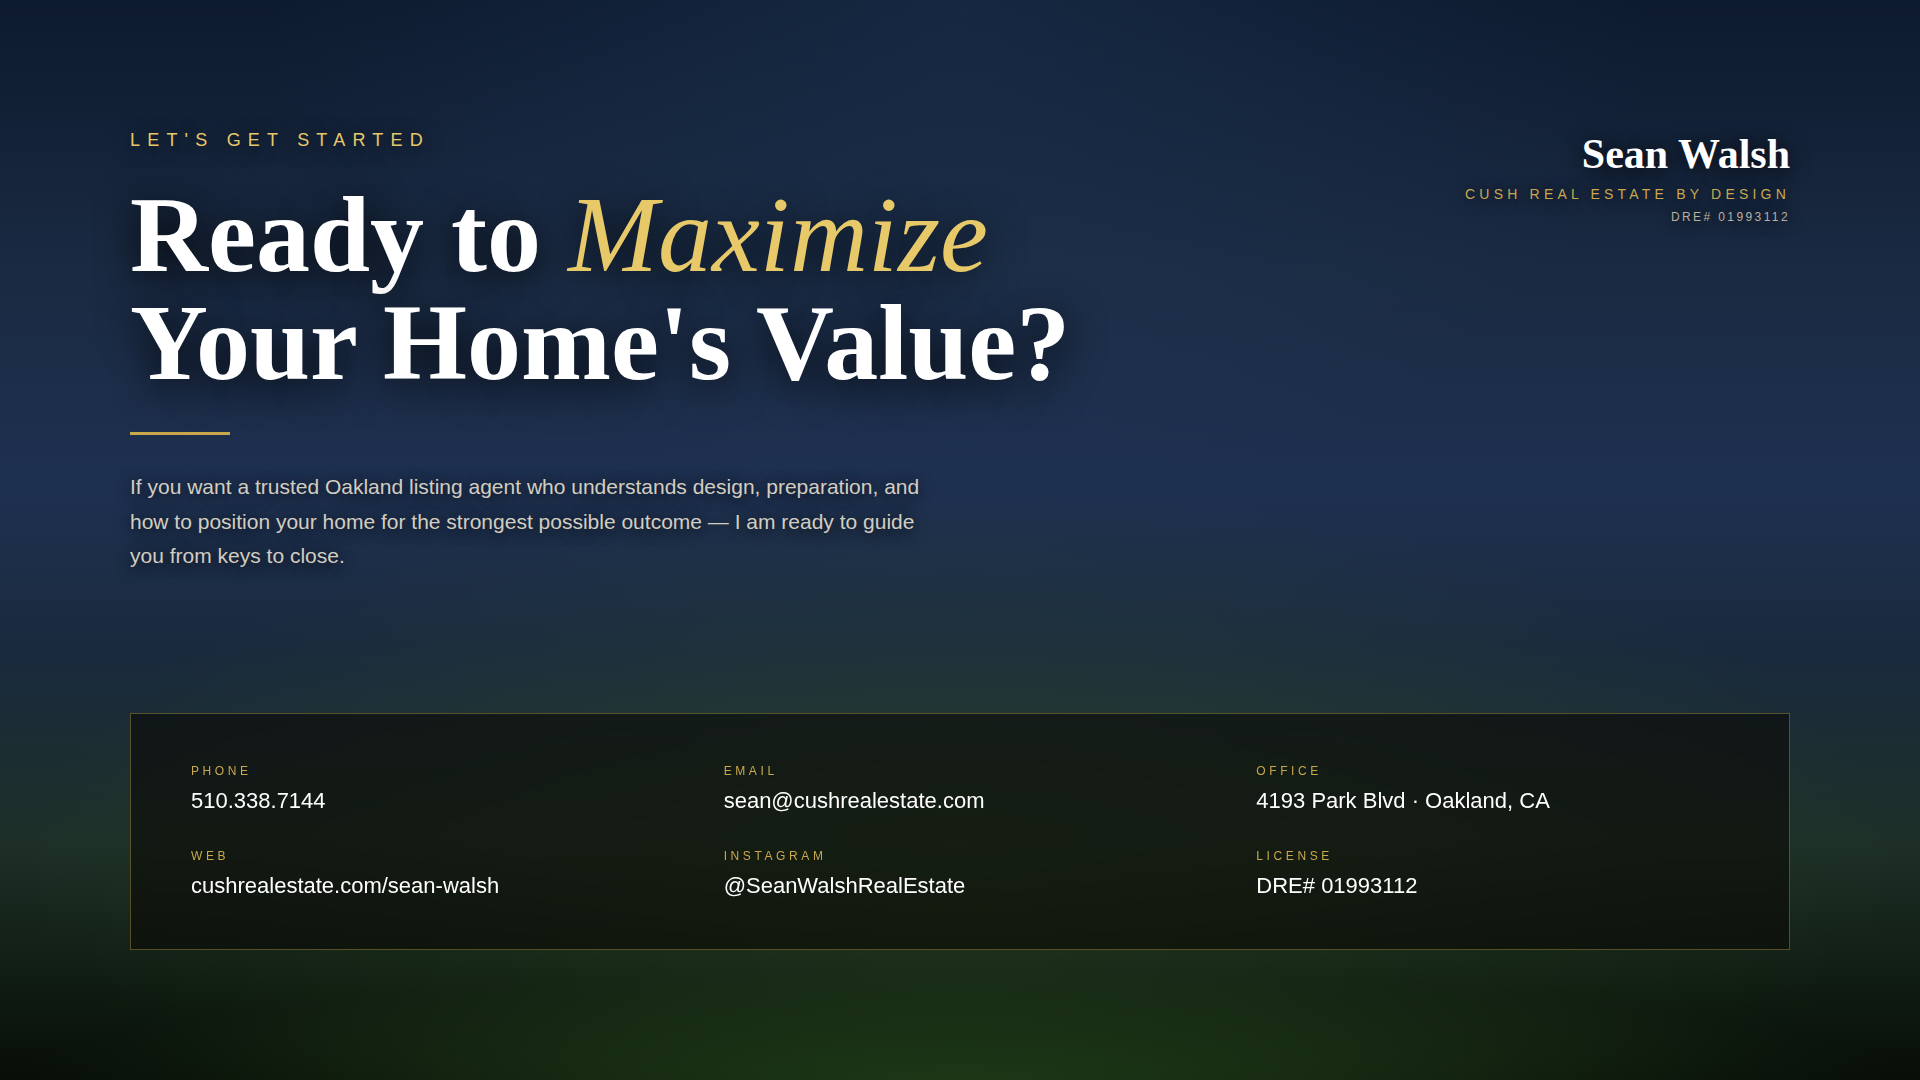 LET'S GET STARTED
Ready to Maximize
Your Home's Value?
If you want a trusted Oakland listing agent who understands design, preparation, and
how to position your home for the strongest possible outcome — I am ready to guide
you from keys to close.
Sean Walsh
CUSH REAL ESTATE BY DESIGN
DRE# 01993112
PHONE
510.338.7144
EMAIL
sean@cushrealestate.com
OFFICE
4193 Park Blvd · Oakland, CA
WEB
cushrealestate.com/sean-walsh
INSTAGRAM
@SeanWalshRealEstate
LICENSE
DRE# 01993112